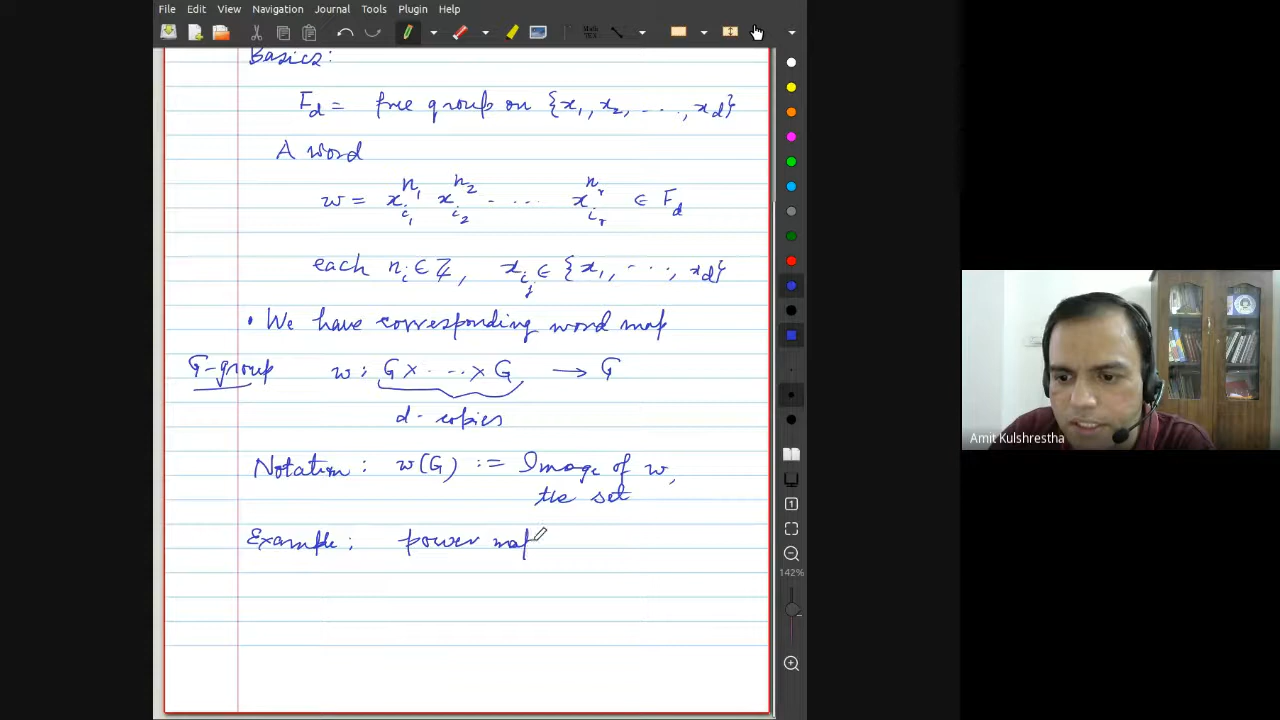 File Edit View Navigation Journal Tools Plugin Help
Basics:
F_d = free group on {x_1, x_2, ..., x_d}
A word
w = x_{i_1}^{n_1} x_{i_2}^{n_2} - ... x_{i_r}^{n_r} ∈ F_d
each n_i ∈ ℤ, x_{i_j} ∈ {x_1, ..., x_d}
• We have corresponding word map
G-group w: G × ... × G → G
d-copies
Notation: w(G) := Image of w,
the set
Example: power map
142%
Amit Kulshrestha